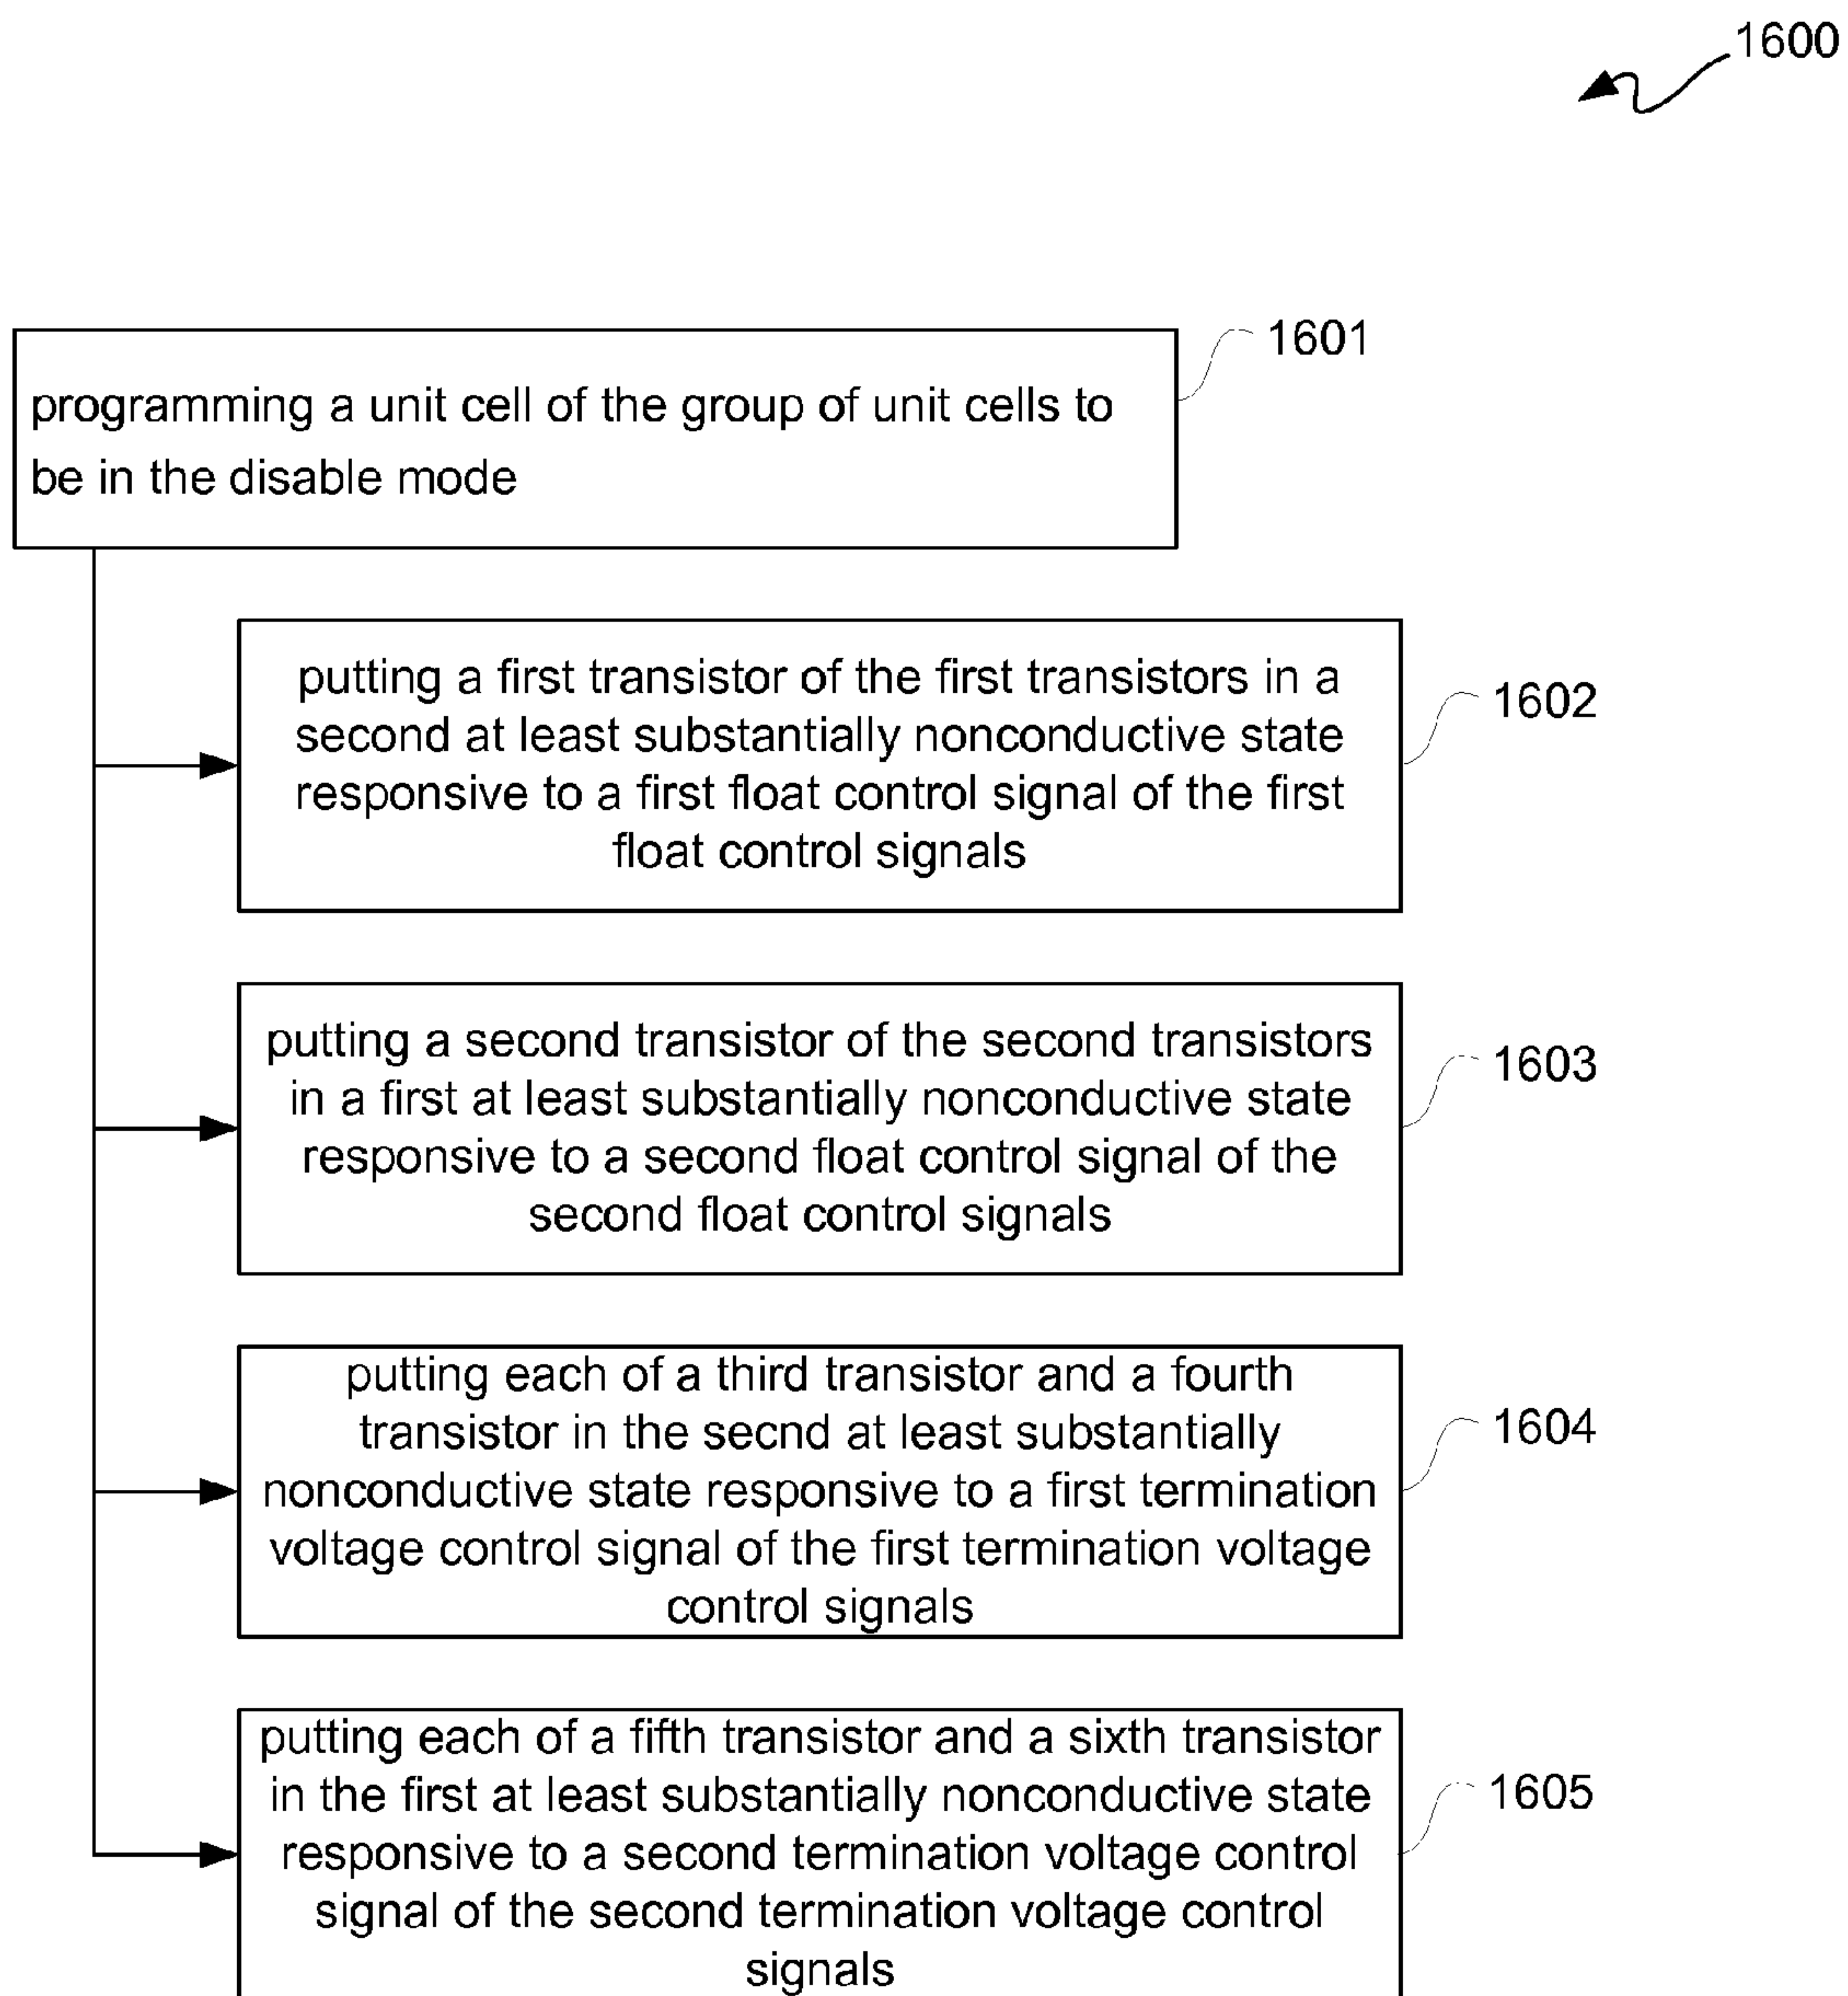 1600
1601
programming a unit cell of the group of unit cells to
be in the disable mode
putting a first transistor of the first transistors in a
second at least substantially nonconductive state
responsive to a first float control signal of the first
float control signals
1602
putting a second transistor of the second transistors
in a first at least substantially nonconductive state
responsive to a second float control signal of the
second float control signals
1603
putting each of a third transistor and a fourth
transistor in the secnd at least substantially
nonconductive state responsive to a first termination
voltage control signal of the first termination voltage
control signals
1604
putting each of a fifth transistor and a sixth transistor
in the first at least substantially nonconductive state
responsive to a second termination voltage control
signal of the second termination voltage control
signals
1605